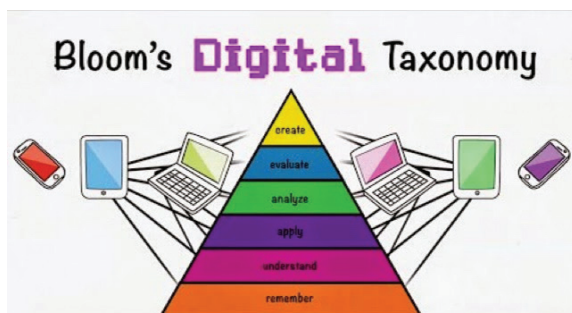 Bloom's Digital Taxonomy
create
evaluate
analyze
apply
understand
remember